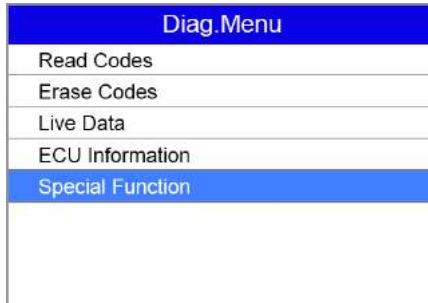 Diag.Menu
Read Codes
Erase Codes
Live Data
ECU Information
Special Function